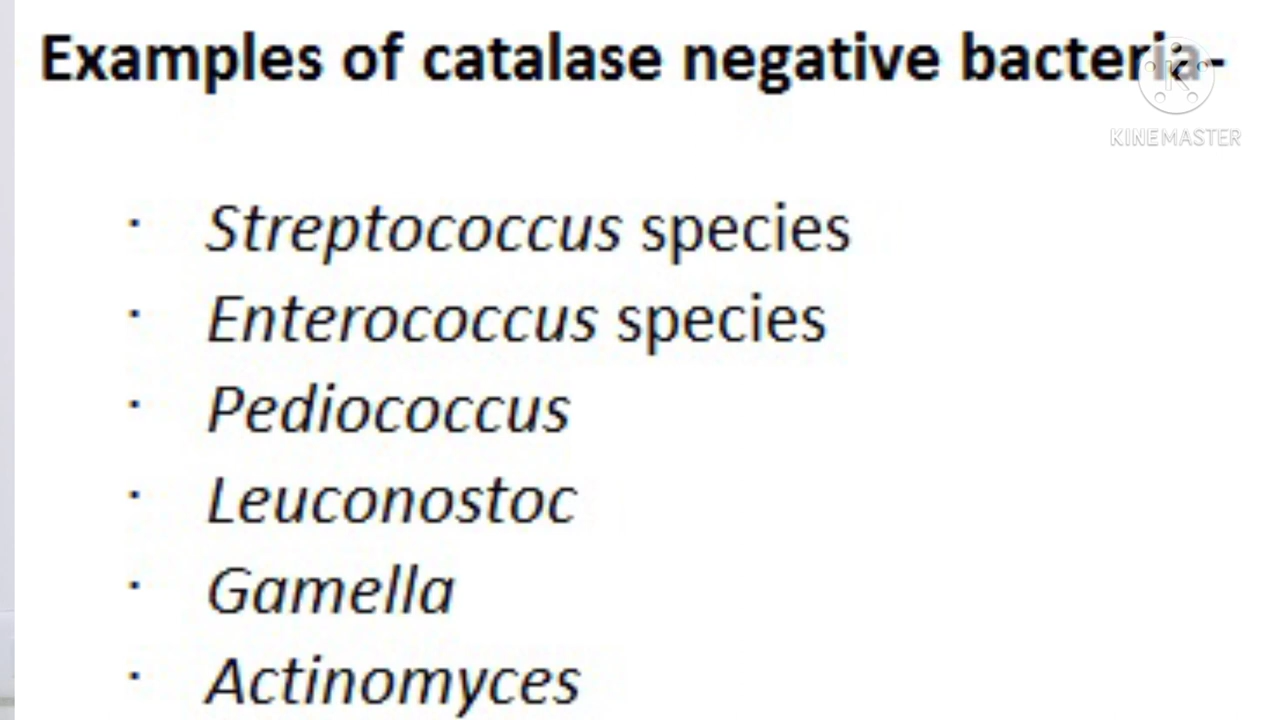 Examples of catalase negative bacteria-
KINEMASTER
· Streptococcus species
· Enterococcus species
· Pediococcus
· Leuconostoc
· Gamella
· Actinomyces